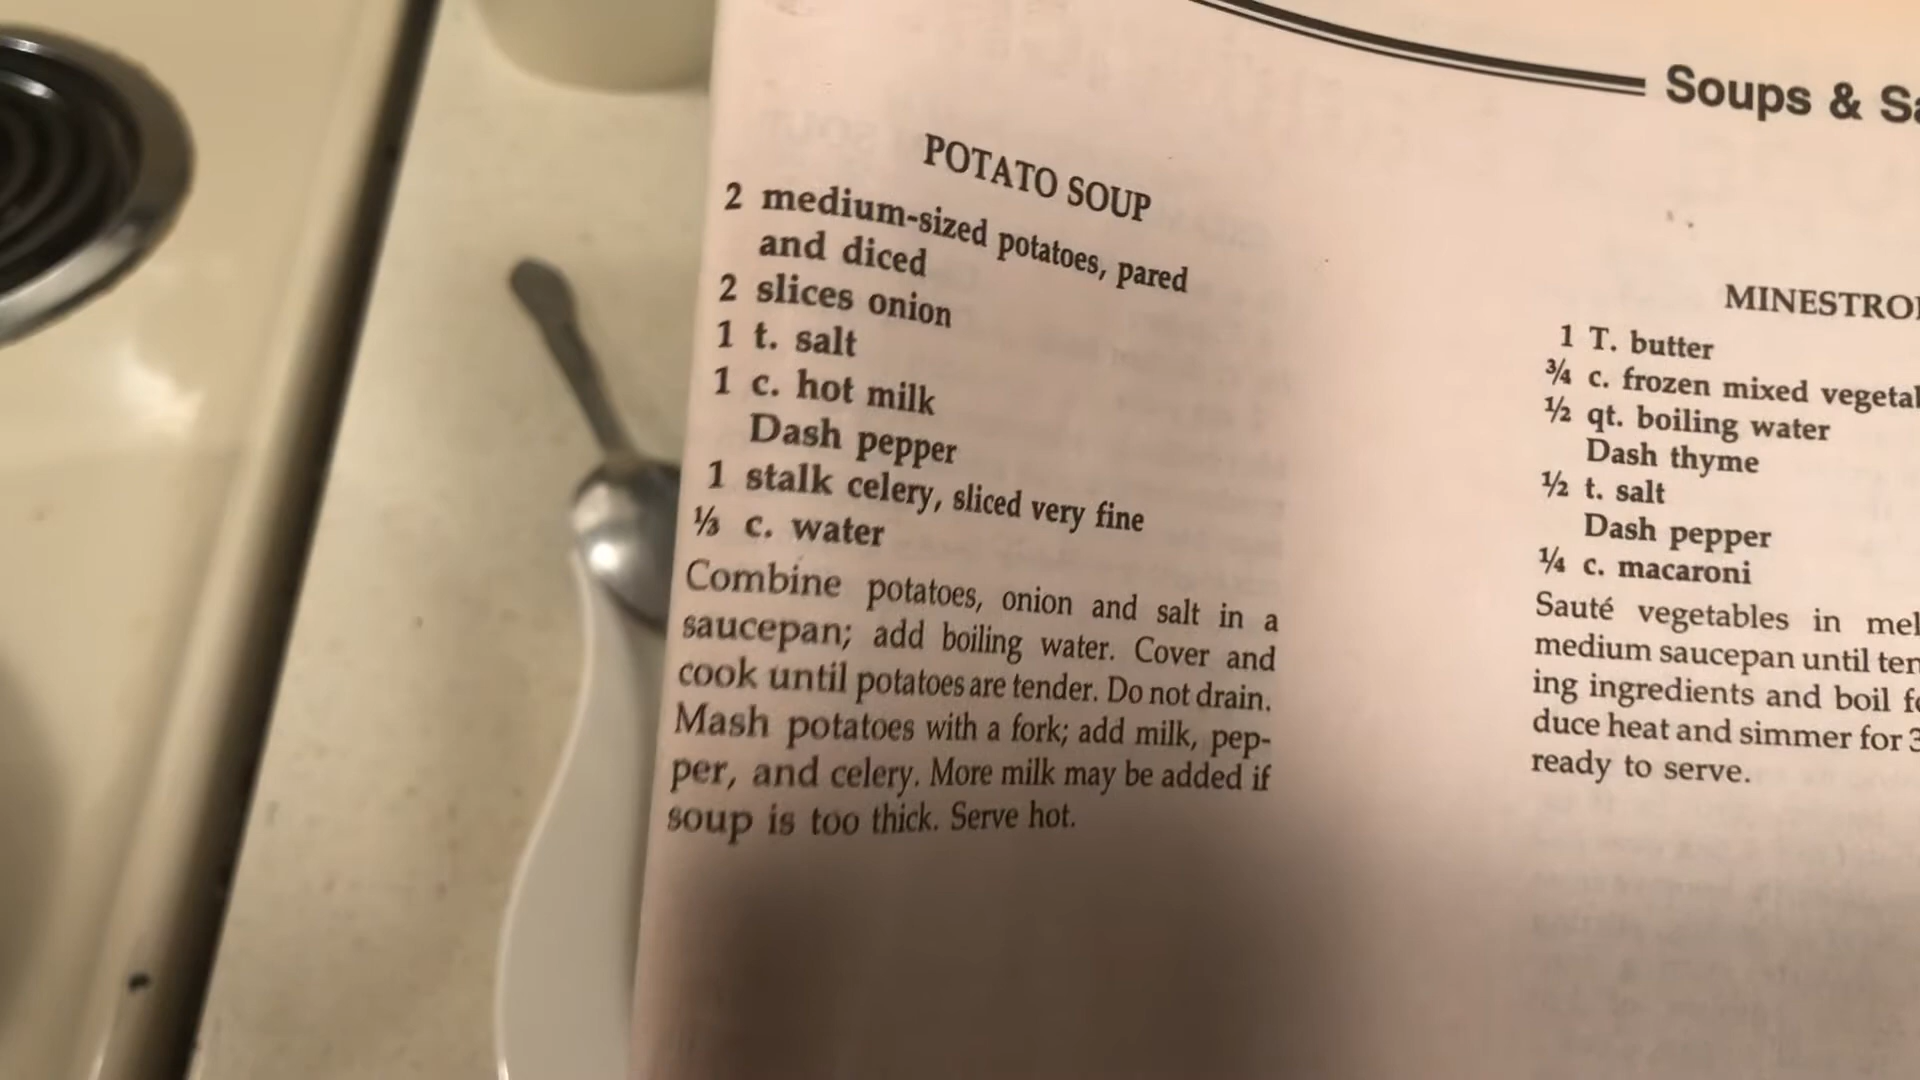 Soups &
POTATO SOUP
2 medium-sized potatoes, pared
and diced
2 slices onion
1 t. salt
1 c. hot milk
Dash pepper
1 stalk celery, sliced very fine
⅓ c. water
Combine potatoes, onion and salt in a
saucepan; add boiling water. Cover and
cook until potatoes are tender. Do not drain.
Mash potatoes with a fork; add milk, pep-
per, and celery. More milk may be added if
soup is too thick. Serve hot.
MINESTRO
1 T. butter
¾ c. frozen mixed vegetal
½ qt. boiling water
Dash thyme
½ t. salt
Dash pepper
¼ c. macaroni
Sauté vegetables in mel
medium saucepan until ten
ing ingredients and boil fo
duce heat and simmer for 3
ready to serve.